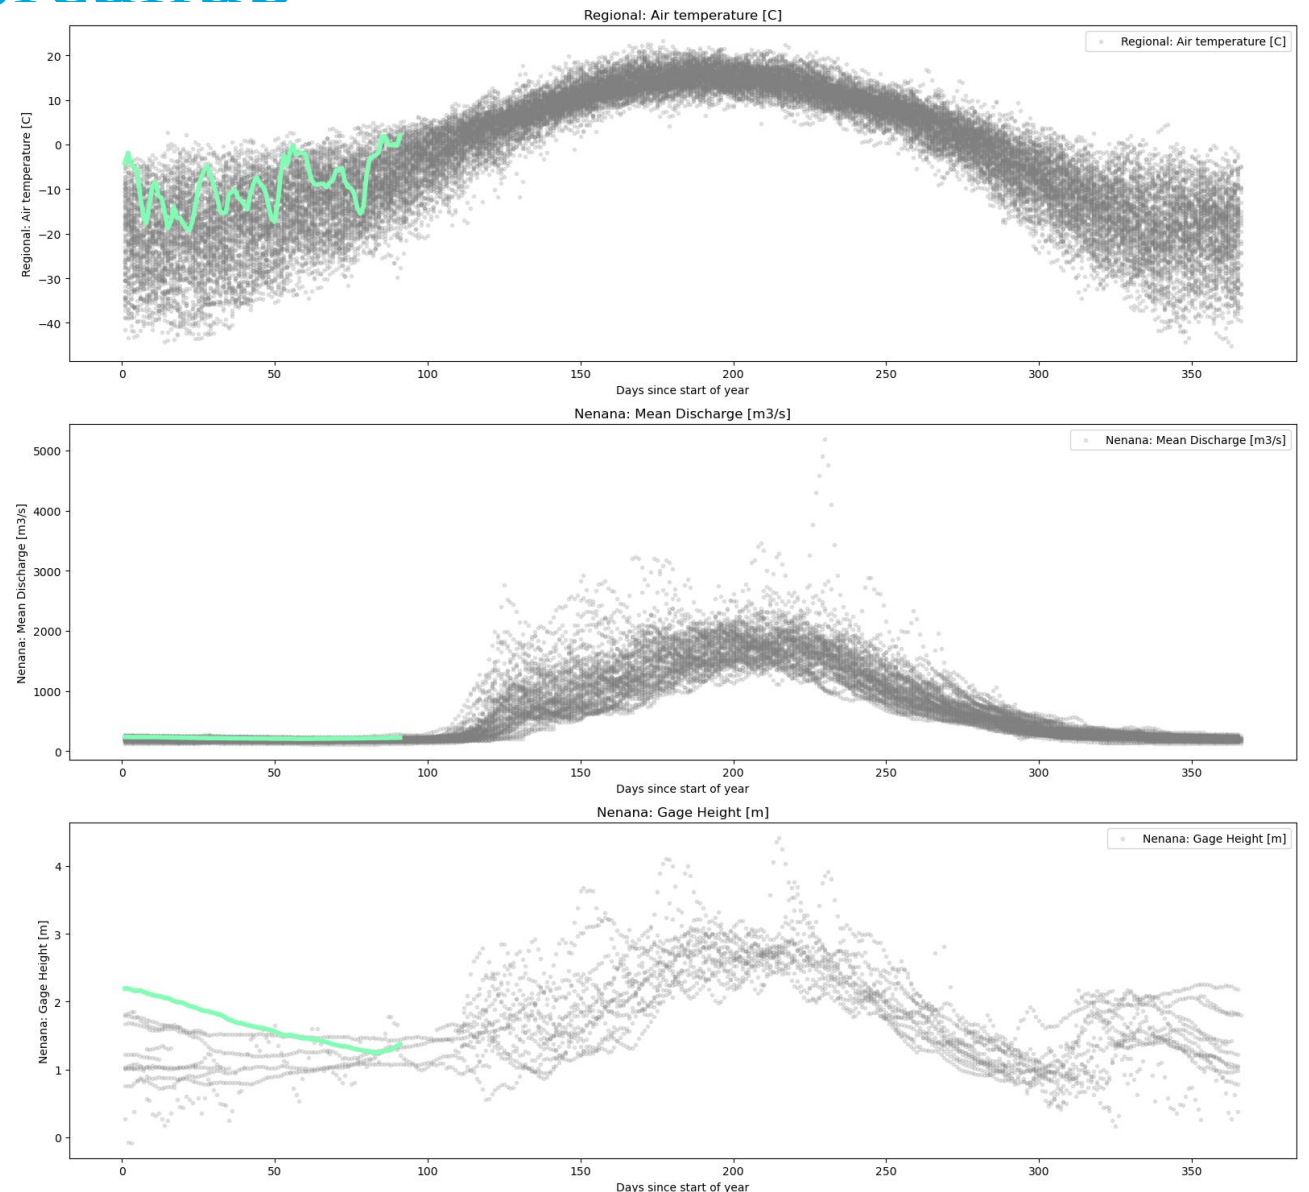 Regional: Air temperature [C]
Regional: Air temperature [C]
Regional: Air temperature [C]
20
10
0
−10
−20
−30
−40
0 50 100 150 200 250 300 350
Days since start of year
Nenana: Mean Discharge [m3/s]
Nenana: Mean Discharge [m3/s]
Nenana: Mean Discharge [m3/s]
5000
4000
3000
2000
1000
0
0 50 100 150 200 250 300 350
Days since start of year
Nenana: Gage Height [m]
Nenana: Gage Height [m]
Nenana: Gage Height [m]
4
3
2
1
0
0 50 100 150 200 250 300 350
Days since start of year